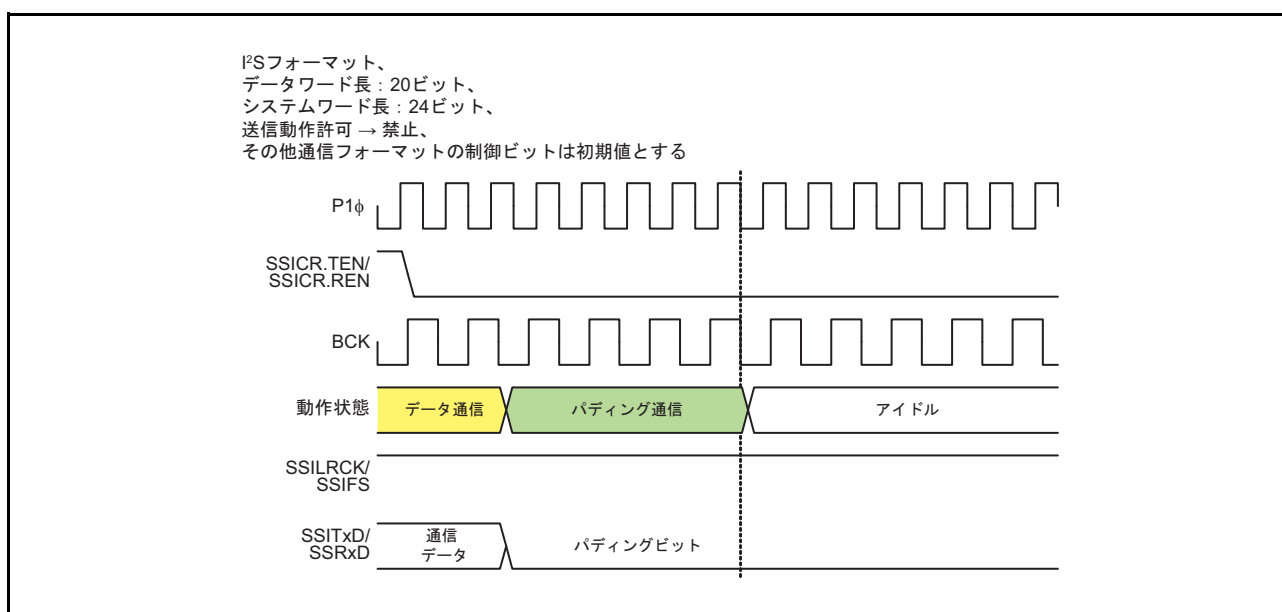 I²Sフォーマット、
データワード長：20ビット、
システムワード長：24ビット、
送信動作許可 → 禁止、
その他通信フォーマットの制御ビットは初期値とする
P1ϕ
SSICR.TEN/
SSICR.REN
BCK
動作状態
データ通信
パディング通信
アイドル
SSILRCK/
SSIFS
SSITxD/
SSRxD
通信
データ
パディングビット